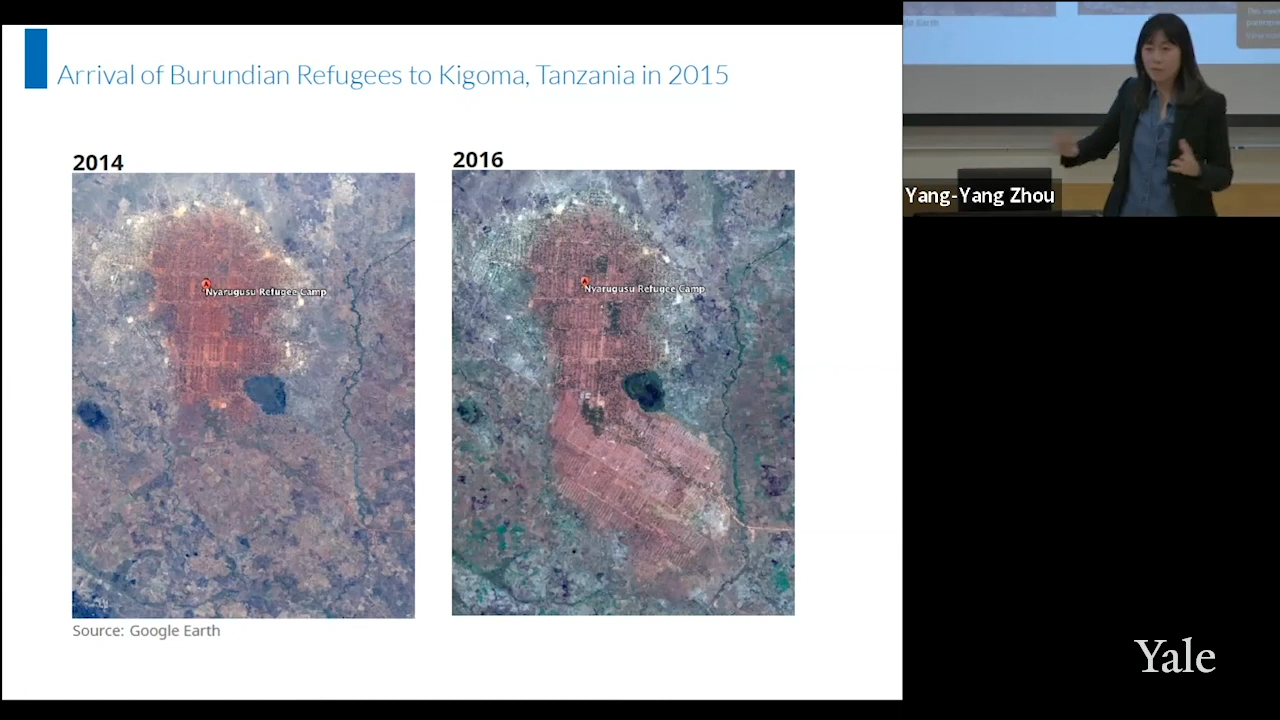 Arrival of Burundian Refugees to Kigoma, Tanzania in 2015
2014
2016
Nyarugusu Refugee Camp
Nyarugusu Refugee Camp
Source: Google Earth
Yang-Yang Zhou
Yale